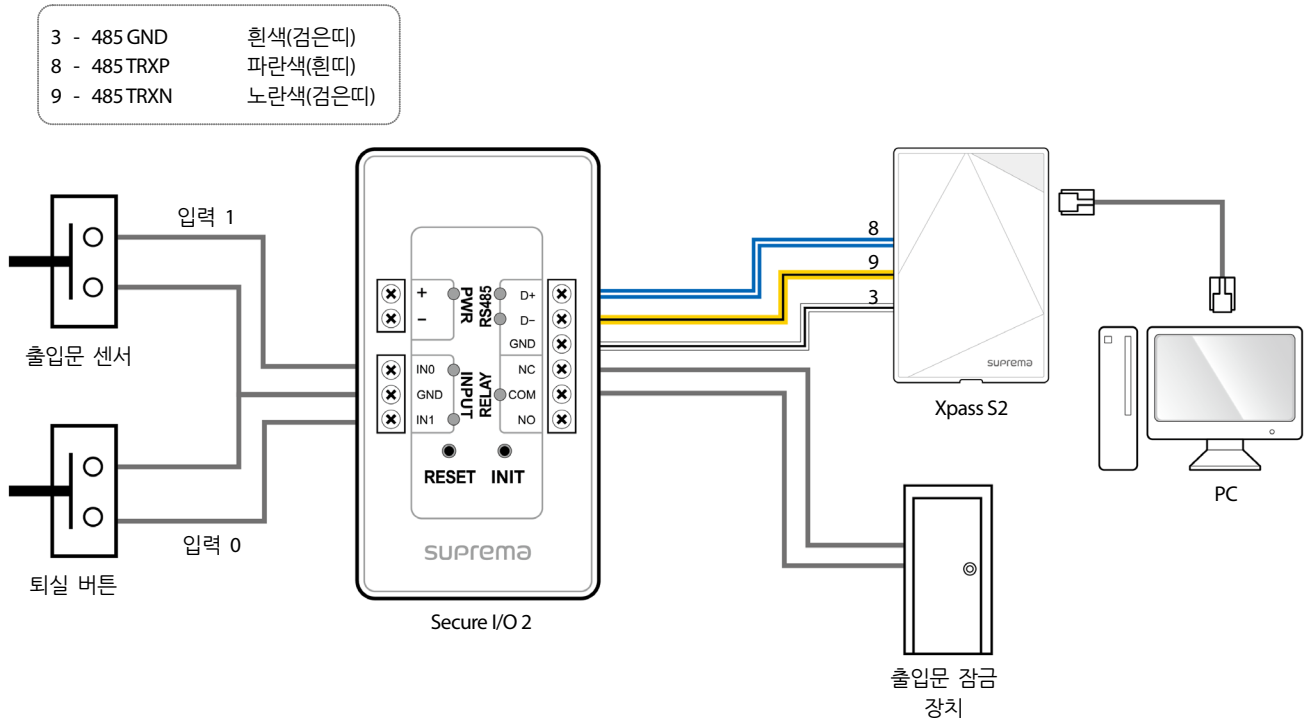 3 - 485 GND 흰색(검은띠)
8 - 485 TRXP 파란색(흰띠)
9 - 485 TRXN 노란색(검은띠)
입력 1
출입문 센서
입력 0
퇴실 버튼
+
−
PWR
RS485
D+
D−
GND
IN0
GND
IN1
INPUT
RELAY
NC
COM
NO
RESET INIT
suprema
Secure I/O 2
8
9
3
suprema
Xpass S2
PC
출입문 잠금
장치